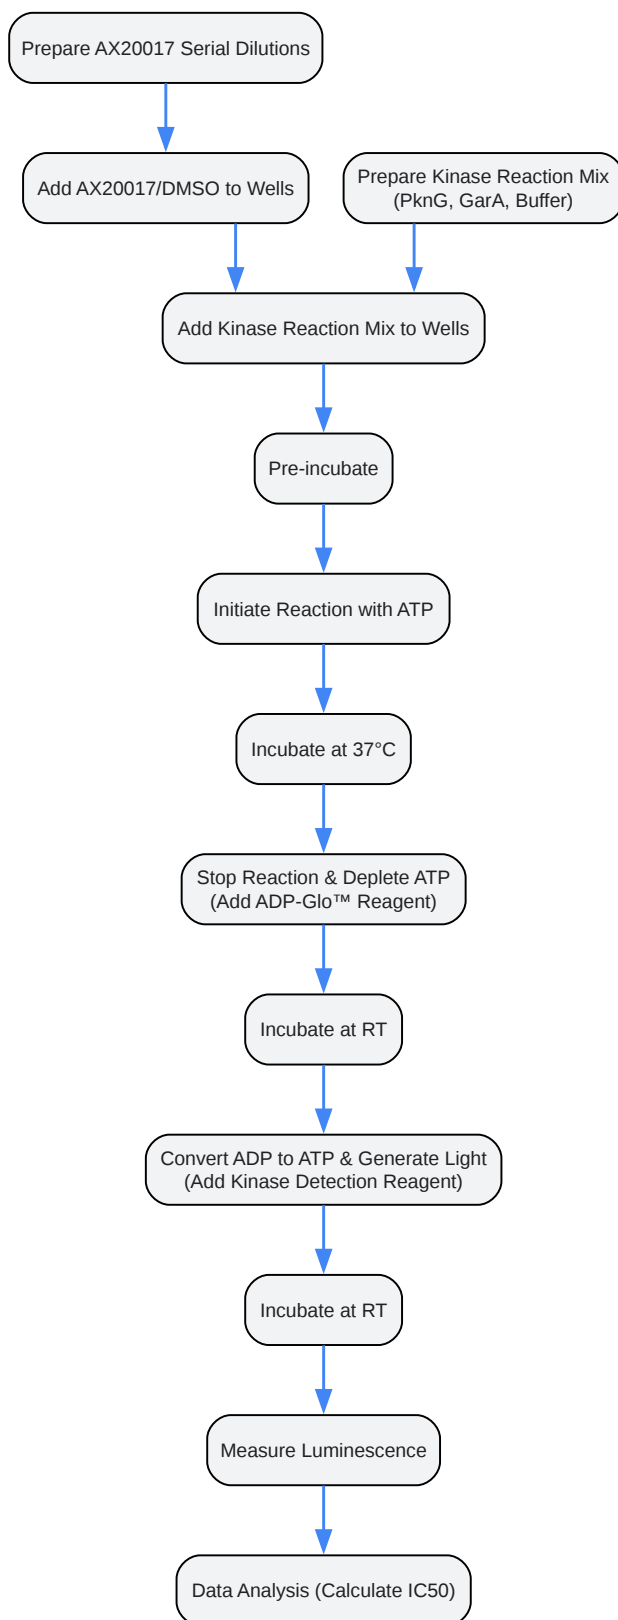 Prepare AX20017 Serial Dilutions
Add AX20017/DMSO to Wells
Prepare Kinase Reaction Mix
(PknG, GarA, Buffer)
Add Kinase Reaction Mix to Wells
Pre-incubate
Initiate Reaction with ATP
Incubate at 37°C
Stop Reaction & Deplete ATP
(Add ADP-Glo™ Reagent)
Incubate at RT
Convert ADP to ATP & Generate Light
(Add Kinase Detection Reagent)
Incubate at RT
Measure Luminescence
Data Analysis (Calculate IC50)